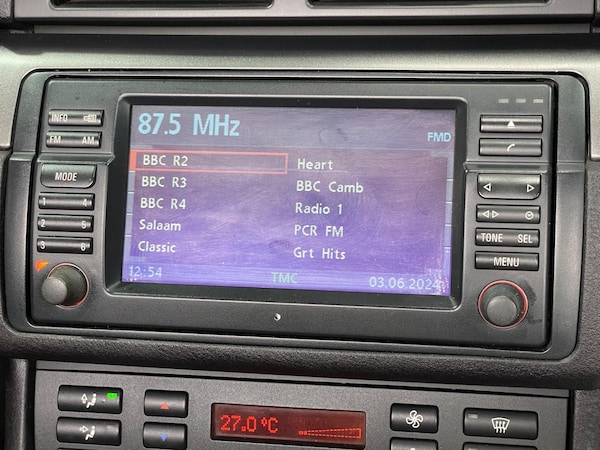 INFO
FM AM
MODE
1 4
2 5
3 6
87.5 MHz
FMD
BBC R2 Heart
BBC R3 BBC Camb
BBC R4 Radio 1
Salaam PCR FM
Classic Grt Hits
12:54 TMC 03.06.2024
TONE SEL
MENU
27.0 °C